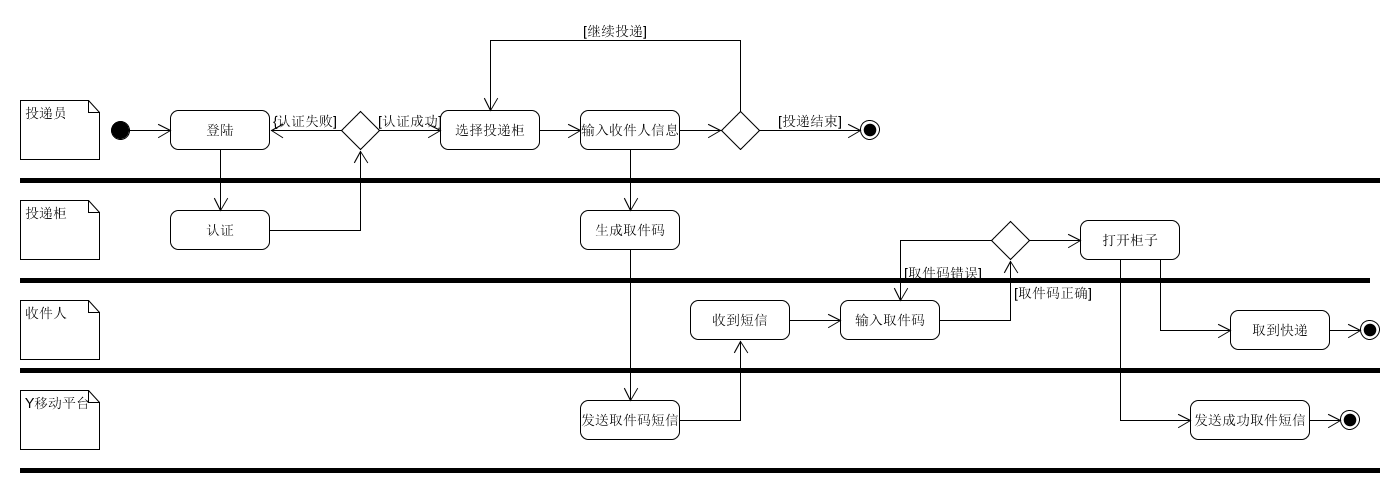 [继续投递]
投递员
登陆
[认证失败]
[认证成功]
选择投递柜
输入收件人信息
[投递结束]
投递柜
认证
生成取件码
打开柜子
[取件码错误]
[取件码正确]
收件人
收到短信
输入取件码
取到快递
Y移动平台
发送取件码短信
发送成功取件短信